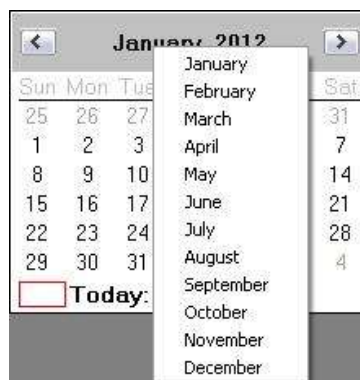 January, 2012
Sun Mon Tue Sat
25 26 27 31
1 2 3 7
8 9 10 14
15 16 17 21
22 23 24 28
29 30 31 4
Today:
January
February
March
April
May
June
July
August
September
October
November
December